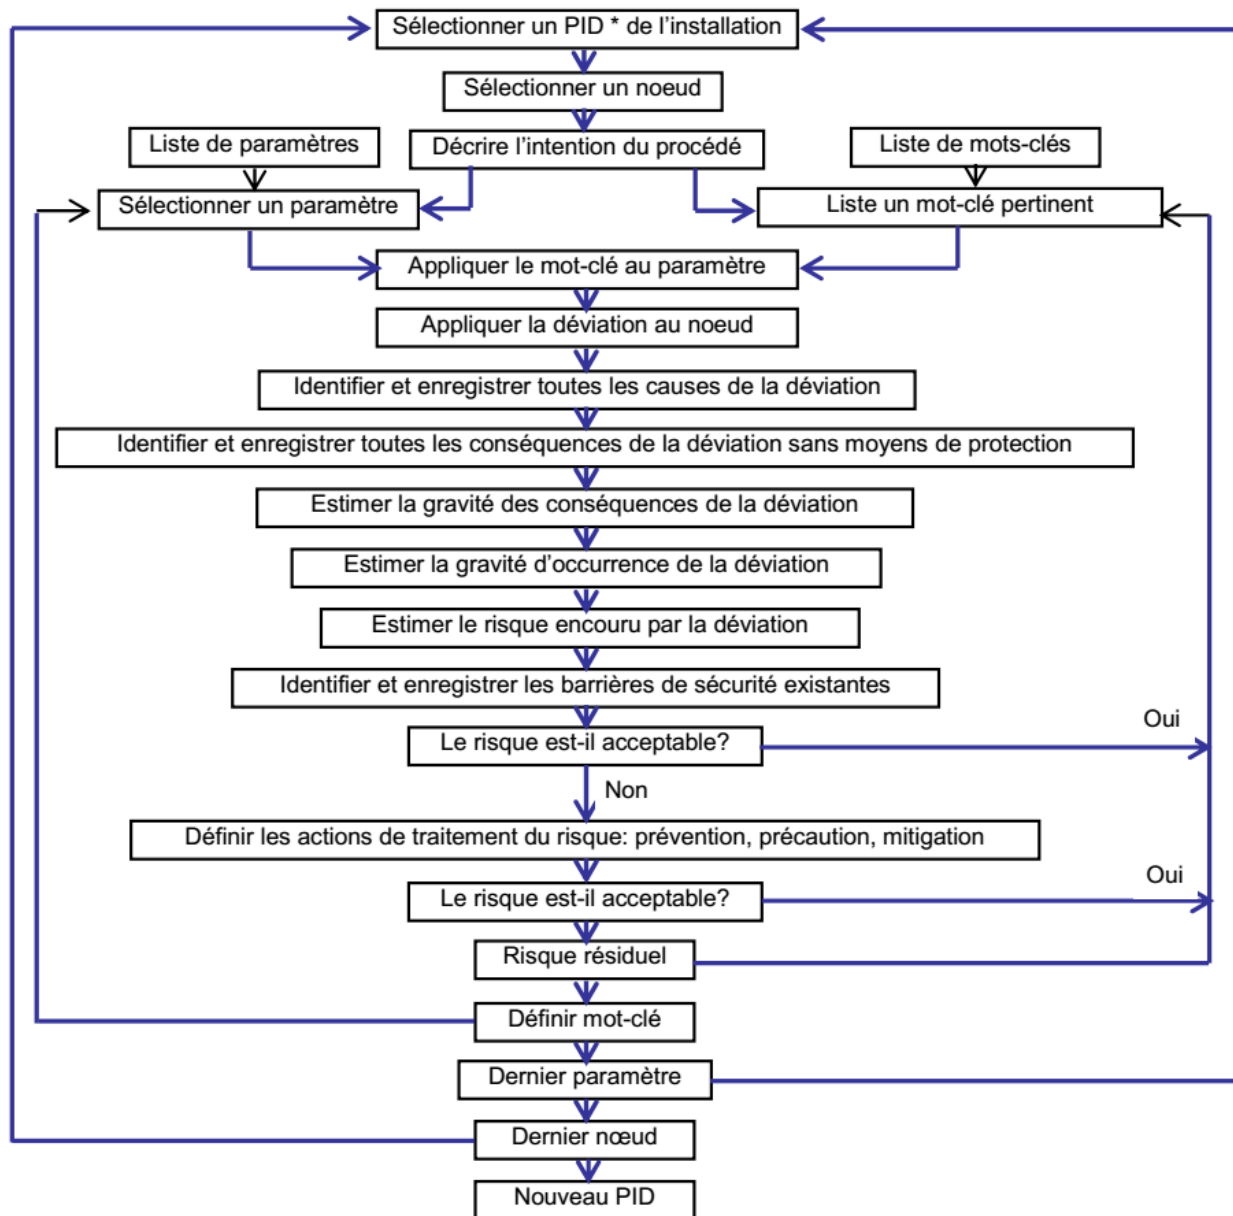 Sélectionner un PID * de l'installation
Sélectionner un noeud
Liste de paramètres
Décrire l'intention du procédé
Liste de mots-clés
Sélectionner un paramètre
Liste un mot-clé pertinent
Appliquer le mot-clé au paramètre
Appliquer la déviation au noeud
Identifier et enregistrer toutes les causes de la déviation
Identifier et enregistrer toutes les conséquences de la déviation sans moyens de protection
Estimer la gravité des conséquences de la déviation
Estimer la gravité d'occurrence de la déviation
Estimer le risque encouru par la déviation
Identifier et enregistrer les barrières de sécurité existantes
Le risque est-il acceptable?
Oui
Non
Définir les actions de traitement du risque: prévention, précaution, mitigation
Le risque est-il acceptable?
Oui
Risque résiduel
Définir mot-clé
Dernier paramètre
Dernier nœud
Nouveau PID